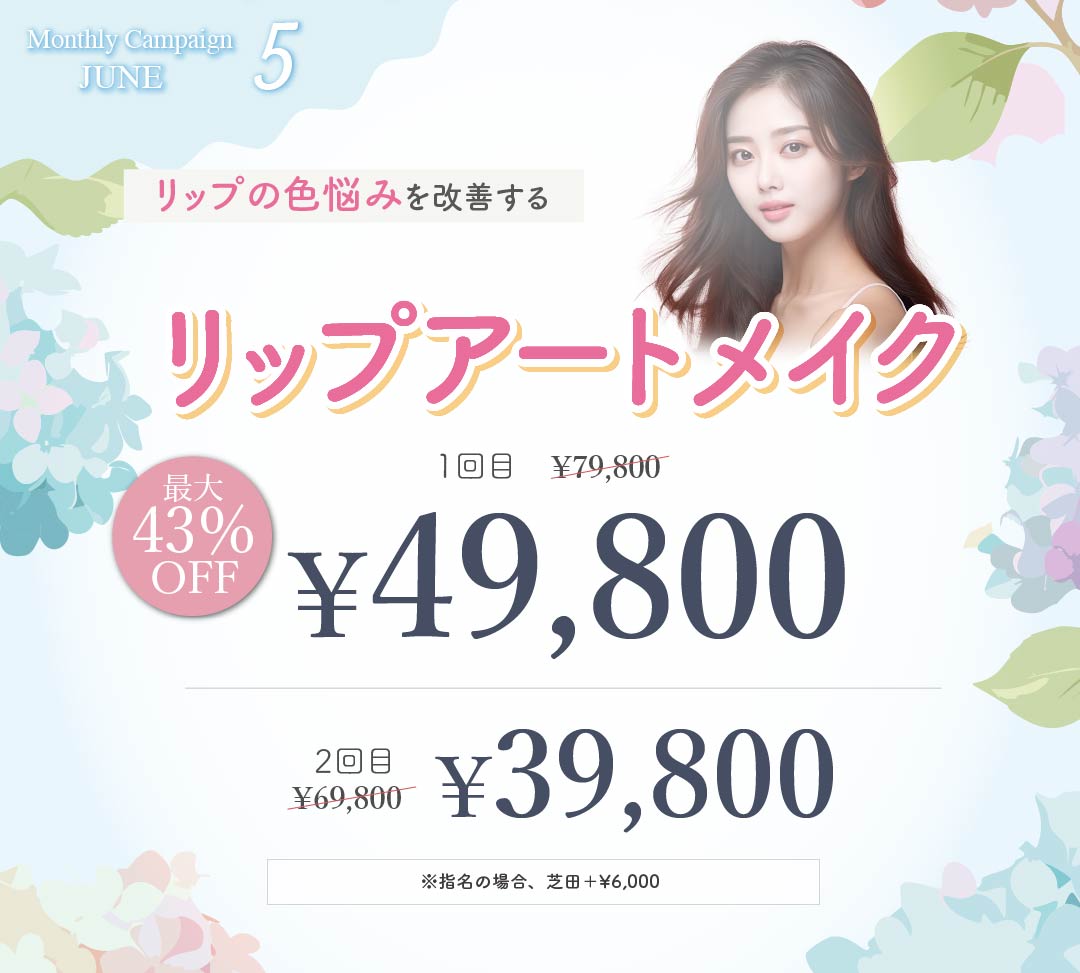 Monthly Campaign
JUNE
5
リップの色悩みを改善する
リップアートメイク
1回目 ¥79,800
最大
43%
OFF
¥49,800
2回目
¥69,800
¥39,800
※指名の場合、芝田＋¥6,000